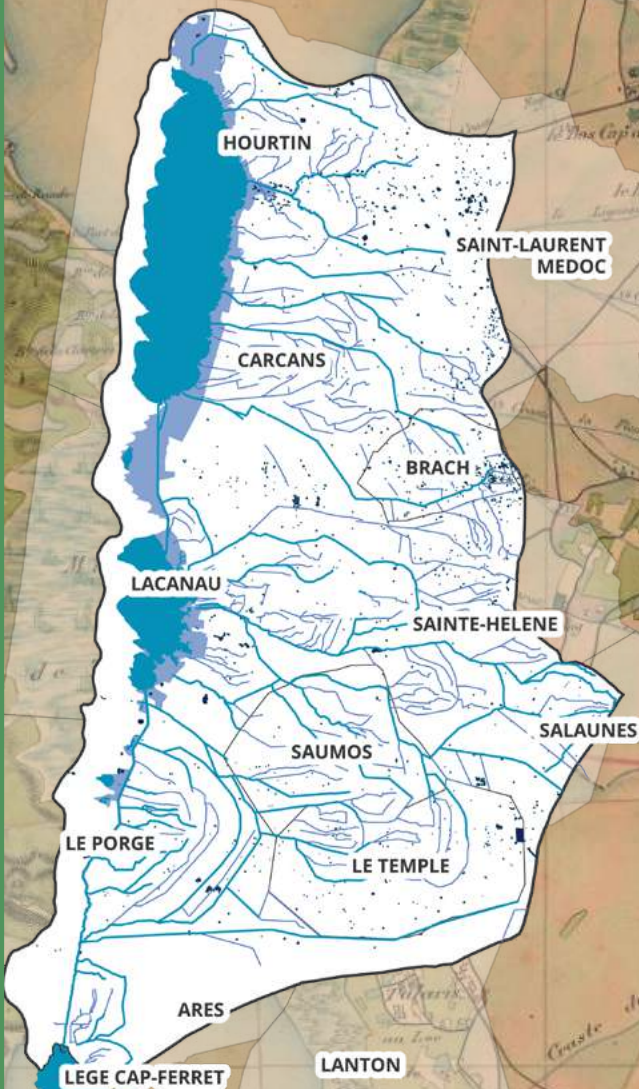 HOURTIN
SAINT-LAURENT
MEDOC
CARCANS
BRACH
LACANAU
SAINTE-HELENE
SALAUNES
SAUMOS
LE PORGE
LE TEMPLE
ARES
LANTON
LEGE CAP-FERRET